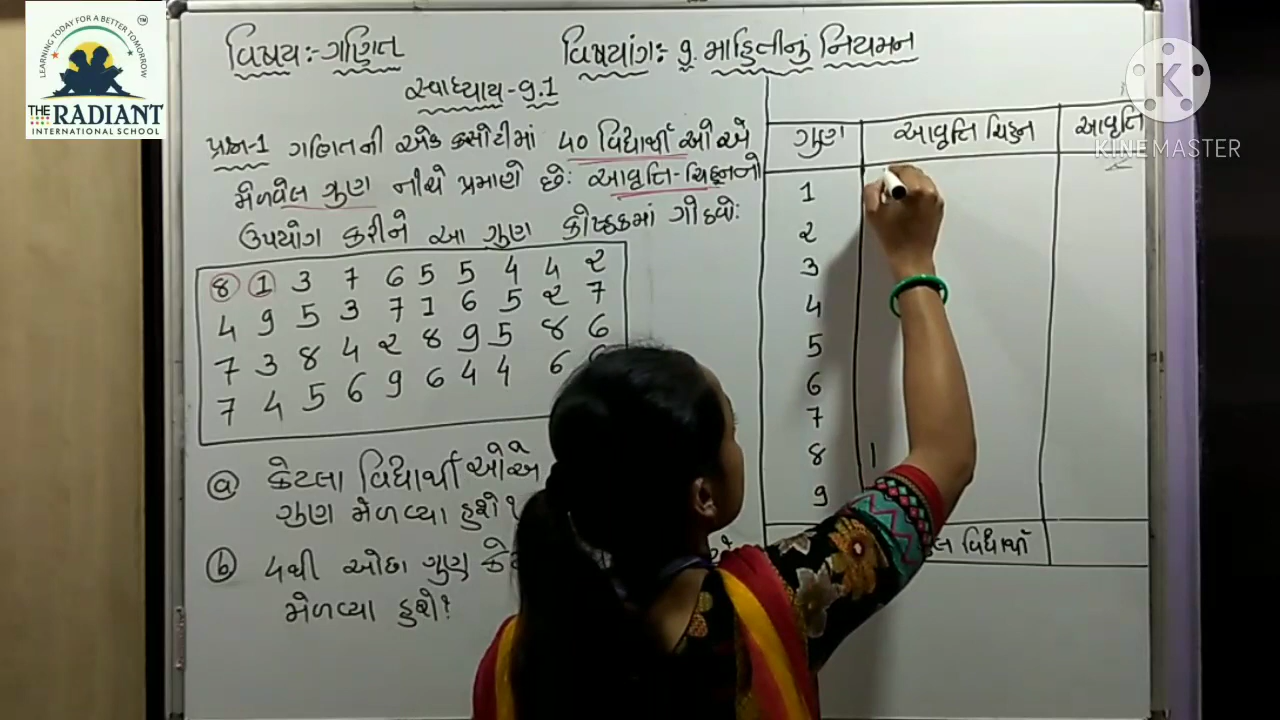 LEARNING TODAY FOR A BETTER TOMORROW
TM
THE RADIANT
INTERNATIONAL SCHOOL
K
KINEMASTER
વિષય:- ગણિત
વિષયાંગ: 9. માહિતીનું નિયમન
સ્વાધ્યાય - 9.1
પ્રશ્ન-1 ગણિતની એક કસોટીમાં ૪૦ વિદ્યાર્થીઓએ
મેળવેલ ગુણ નીચે પ્રમાણે છે: આવૃત્તિ-ચિહ્નનો
ઉપયોગ કરીને આ ગુણ કોષ્ટકમાં ગોઠવો:
8 1 3 7 6 5 5 4 4 2
4 9 5 3 7 1 6 5 2 7
7 3 8 4 2 8 9 5 8 6
7 4 5 6 9 6 4 4 6
ⓐ કેટલા વિદ્યાર્થીઓએ
ગુણ મેળવ્યા હશે?
ⓑ 4થી ઓછા ગુણ
મેળવ્યા હશે?
ગુણ આવૃત્તિ ચિહ્ન આવૃત્તિ
1
2
3
4
5
6
7
8 |
9
વિદ્યાર્થી